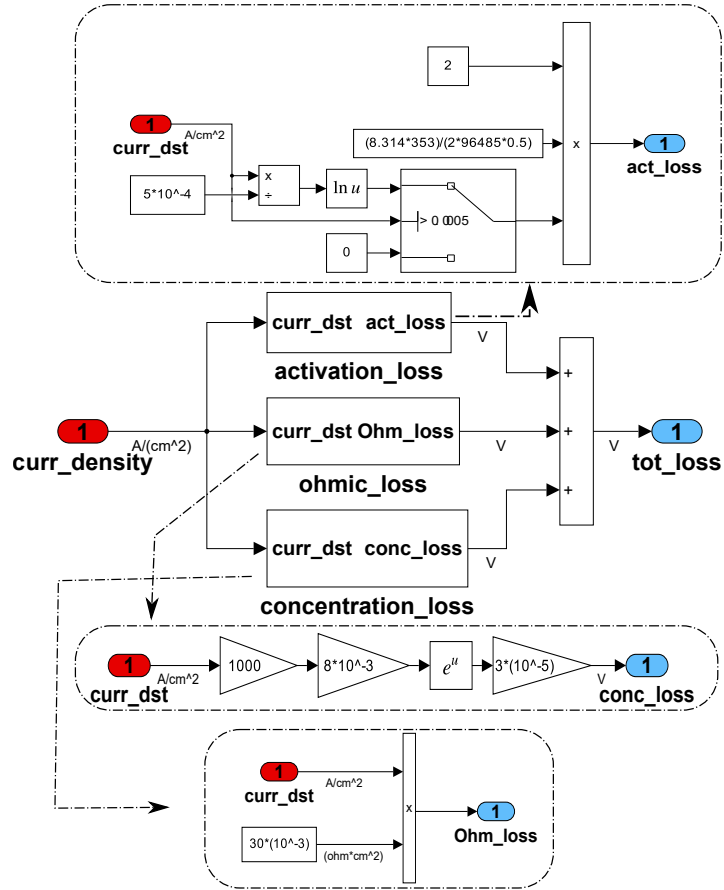 2
1
A/cm^2
curr_dst
(8.314*353)/(2*96485*0.5)
x
1
act_loss
x
÷
ln u
5*10^-4
0
curr_dst act_loss
V
activation_loss
+
1
A/(cm^2)
curr_density
curr_dst Ohm_loss
V
ohmic_loss
+
V
1
tot_loss
curr_dst conc_loss
V
+
concentration_loss
1
A/cm^2
curr_dst
1000
8*10^-3
e^u
3*(10^-5)
V
1
conc_loss
1
A/cm^2
curr_dst
x
1
Ohm_loss
30*(10^-3)
(ohm*cm^2)